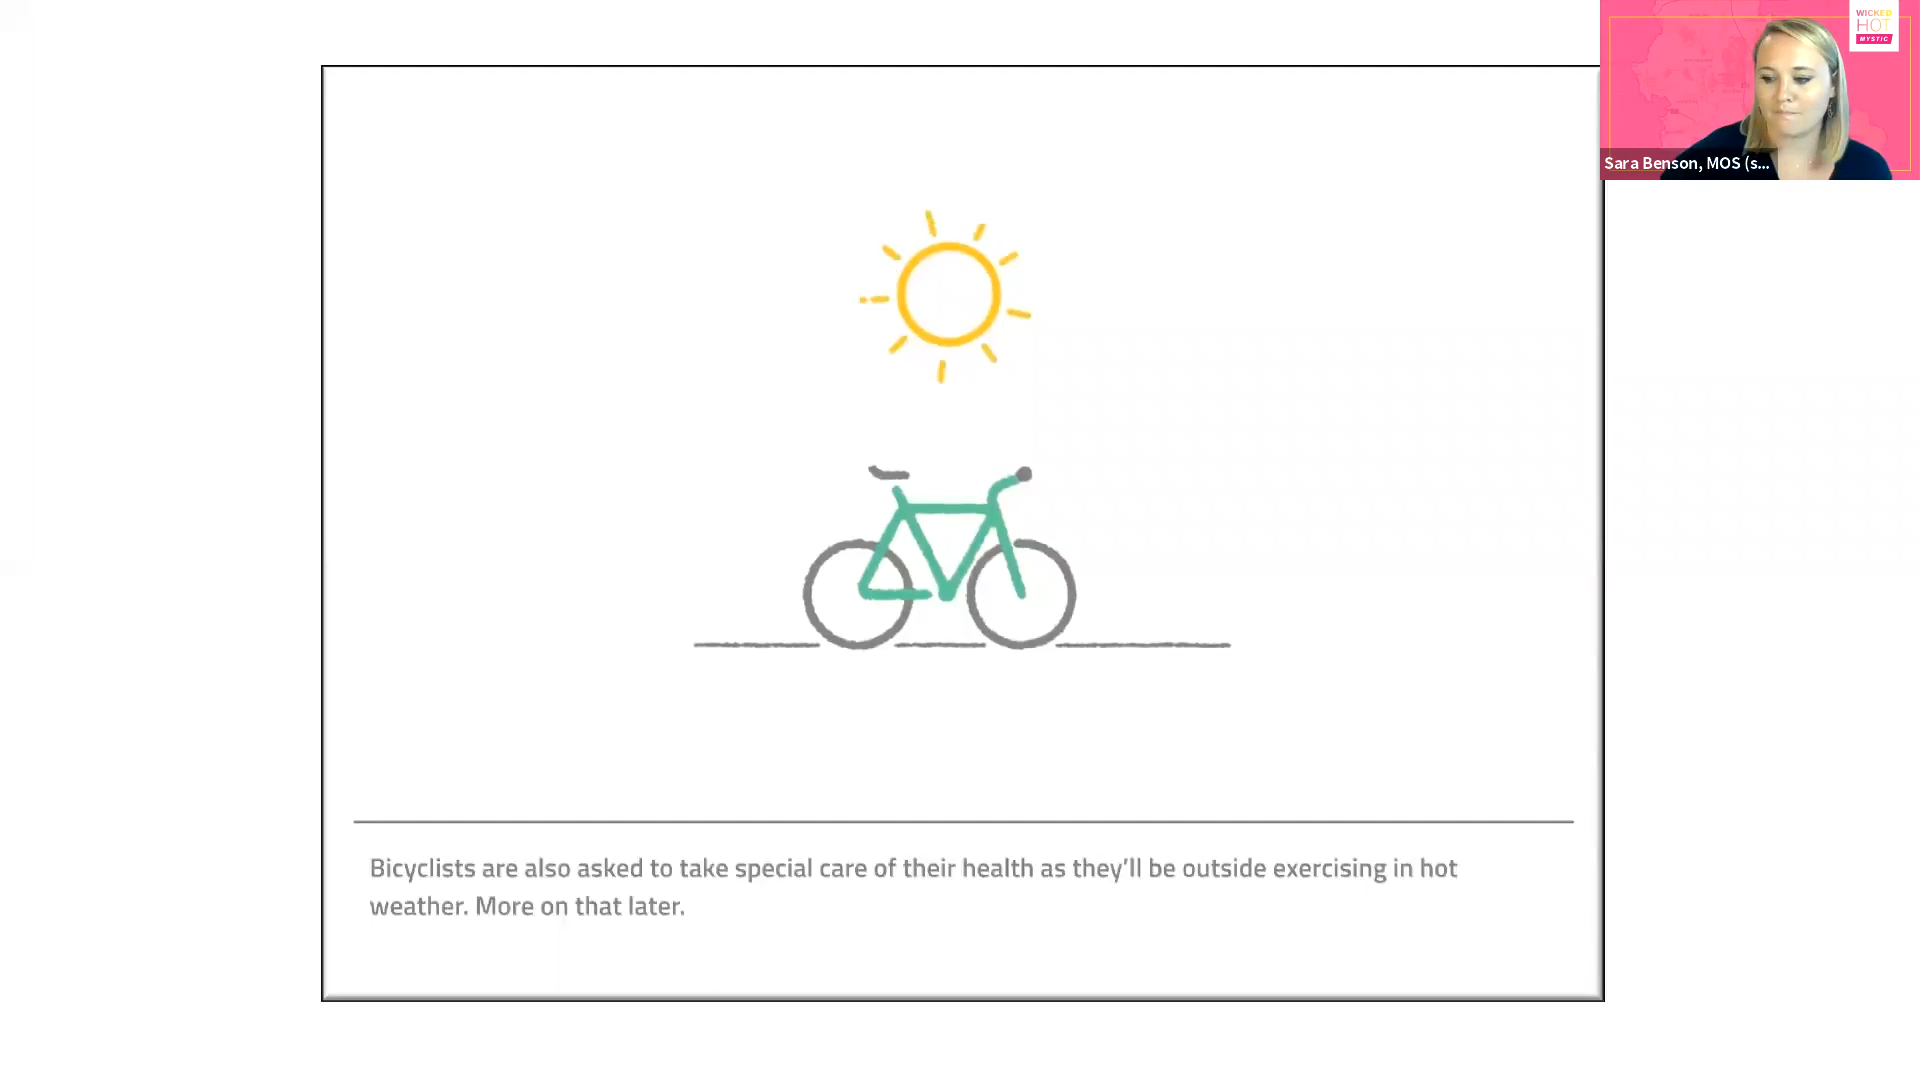 WICKED
HOT
MYSTIC
Sara Benson, MOS (s...
Bicyclists are also asked to take special care of their health as they’ll be outside exercising in hot
weather. More on that later.